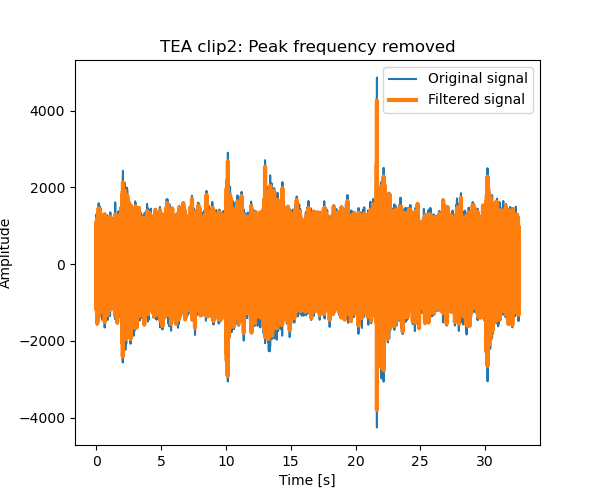 TEA clip2: Peak frequency removed
Original signal
Filtered signal
4000
2000
0
−2000
−4000
Amplitude
0
5
10
15
20
25
30
Time [s]